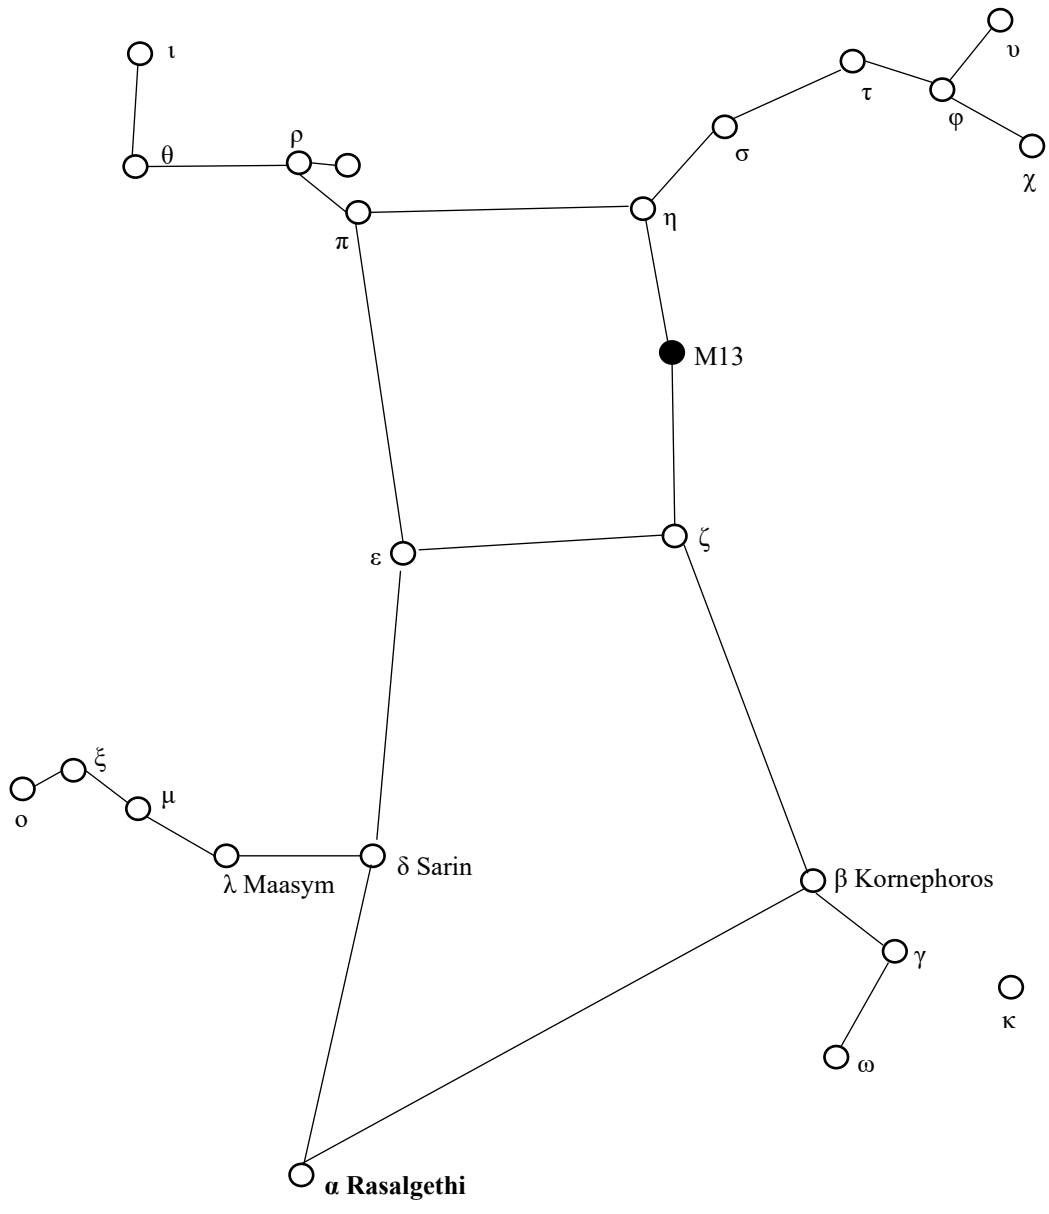 ι
υ
τ
φ
ρ
θ
σ
χ
π
η
M13
ε
ζ
ξ
μ
ο
δ Sarin
λ Maasym
β Kornephoros
γ
κ
ω
α Rasalgethi